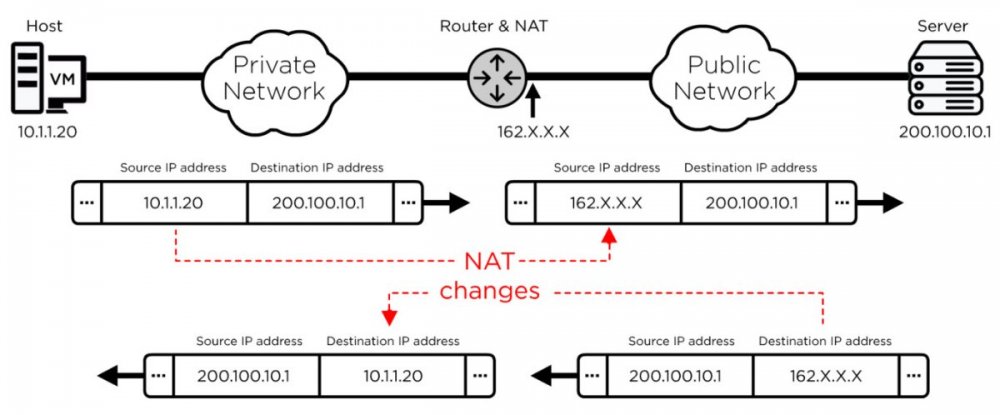 Host
Router & NAT
Server
VM
Private
Network
Public
Network
10.1.1.20
162.X.X.X
200.100.10.1
Source IP address Destination IP address
Source IP address Destination IP address
... 10.1.1.20 200.100.10.1 ...
... 162.X.X.X 200.100.10.1 ...
NAT
changes
Source IP address Destination IP address
Source IP address Destination IP address
... 200.100.10.1 10.1.1.20 ...
... 200.100.10.1 162.X.X.X ...